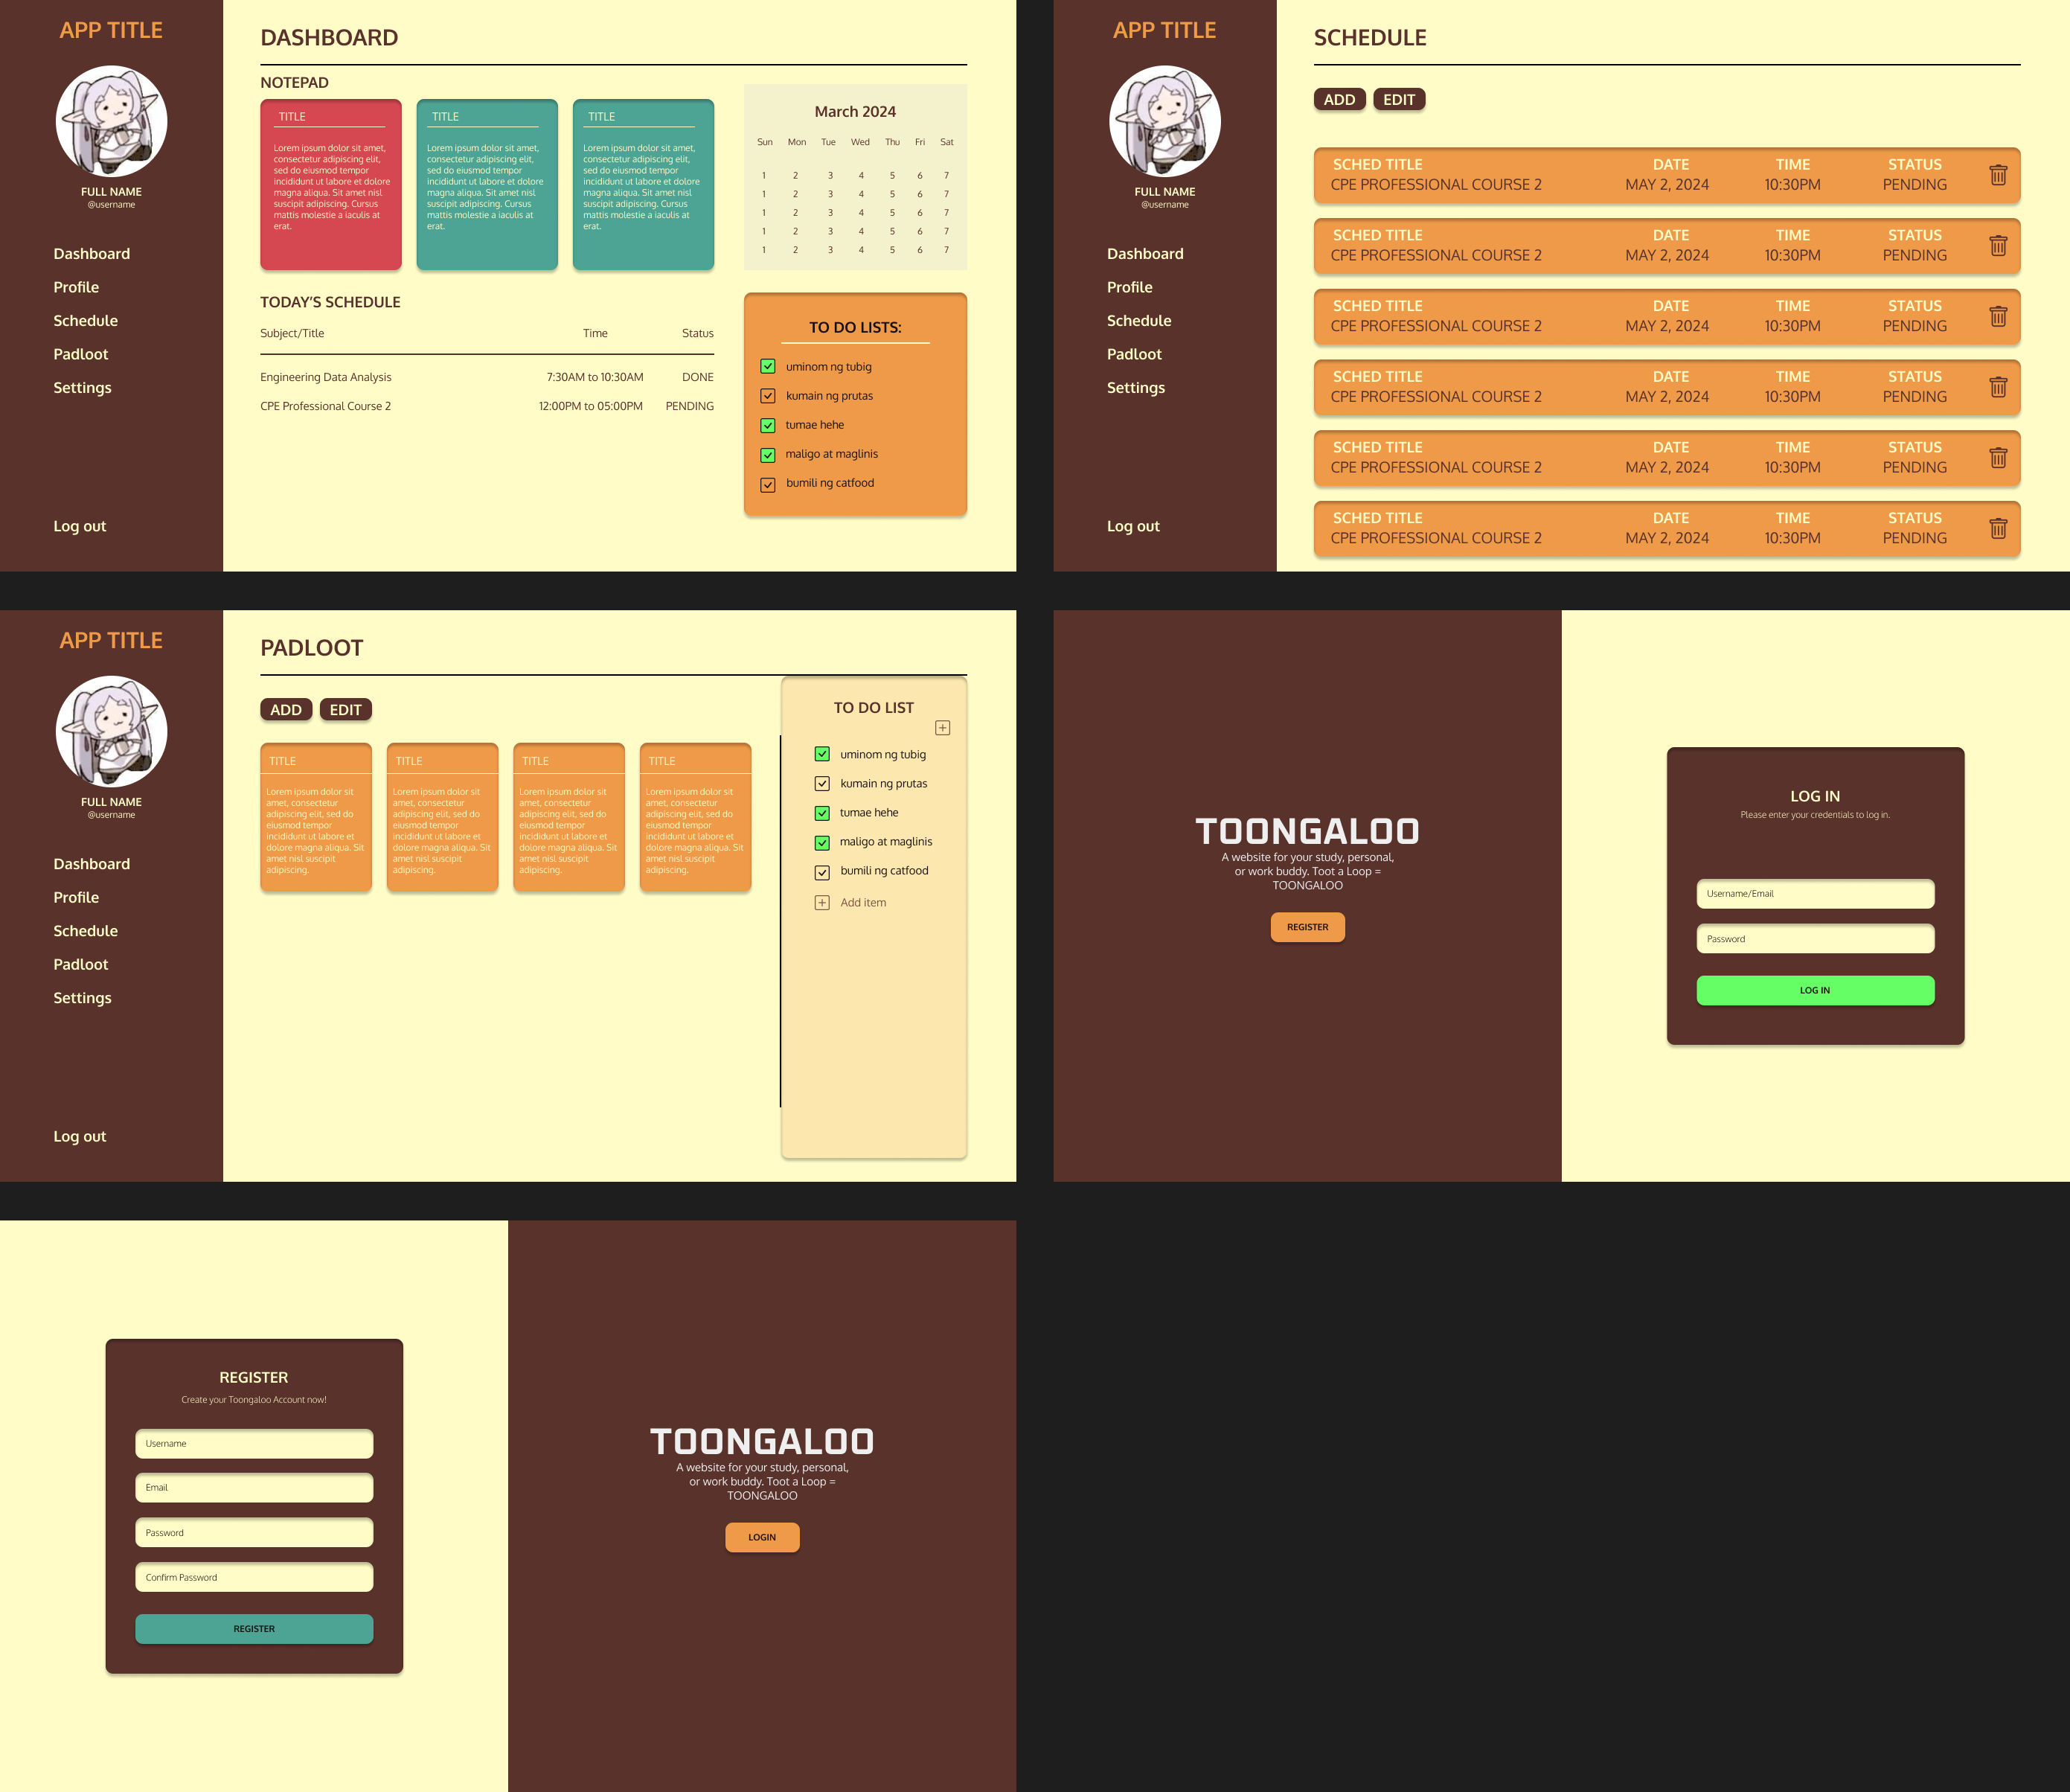 APP TITLE
FULL NAME
@username
Dashboard
Profile
Schedule
Padloot
Settings
Log out
DASHBOARD
NOTEPAD
TITLE
Lorem ipsum dolor sit amet,
consectetur adipiscing elit,
sed do eiusmod tempor
incididunt ut labore et dolore
magna aliqua. Sit amet nisl
suscipit adipiscing. Cursus
mattis molestie a iaculis at
erat.
TITLE
Lorem ipsum dolor sit amet,
consectetur adipiscing elit,
sed do eiusmod tempor
incididunt ut labore et dolore
magna aliqua. Sit amet nisl
suscipit adipiscing. Cursus
mattis molestie a iaculis at
erat.
TITLE
Lorem ipsum dolor sit amet,
consectetur adipiscing elit,
sed do eiusmod tempor
incididunt ut labore et dolore
magna aliqua. Sit amet nisl
suscipit adipiscing. Cursus
mattis molestie a iaculis at
erat.
March 2024
Sun Mon Tue Wed Thu Fri Sat
1 2 3 4 5 6 7
1 2 3 4 5 6 7
1 2 3 4 5 6 7
1 2 3 4 5 6 7
1 2 3 4 5 6 7
TODAY'S SCHEDULE
Subject/Title Time Status
Engineering Data Analysis 7:30AM to 10:30AM DONE
CPE Professional Course 2 12:00PM to 05:00PM PENDING
TO DO LISTS:
uminom ng tubig
kumain ng prutas
tumae hehe
maligo at maglinis
bumili ng catfood
APP TITLE
FULL NAME
@username
Dashboard
Profile
Schedule
Padloot
Settings
Log out
SCHEDULE
ADD EDIT
SCHED TITLE DATE TIME STATUS
CPE PROFESSIONAL COURSE 2 MAY 2, 2024 10:30PM PENDING
SCHED TITLE DATE TIME STATUS
CPE PROFESSIONAL COURSE 2 MAY 2, 2024 10:30PM PENDING
SCHED TITLE DATE TIME STATUS
CPE PROFESSIONAL COURSE 2 MAY 2, 2024 10:30PM PENDING
SCHED TITLE DATE TIME STATUS
CPE PROFESSIONAL COURSE 2 MAY 2, 2024 10:30PM PENDING
SCHED TITLE DATE TIME STATUS
CPE PROFESSIONAL COURSE 2 MAY 2, 2024 10:30PM PENDING
SCHED TITLE DATE TIME STATUS
CPE PROFESSIONAL COURSE 2 MAY 2, 2024 10:30PM PENDING
APP TITLE
FULL NAME
@username
Dashboard
Profile
Schedule
Padloot
Settings
Log out
PADLOOT
ADD EDIT
TITLE
Lorem ipsum dolor sit
amet, consectetur
adipiscing elit, sed do
eiusmod tempor
incididunt ut labore et
dolore magna aliqua. Sit
amet nisl suscipit
adipiscing.
TITLE
Lorem ipsum dolor sit
amet, consectetur
adipiscing elit, sed do
eiusmod tempor
incididunt ut labore et
dolore magna aliqua. Sit
amet nisl suscipit
adipiscing.
TITLE
Lorem ipsum dolor sit
amet, consectetur
adipiscing elit, sed do
eiusmod tempor
incididunt ut labore et
dolore magna aliqua. Sit
amet nisl suscipit
adipiscing.
TITLE
Lorem ipsum dolor sit
amet, consectetur
adipiscing elit, sed do
eiusmod tempor
incididunt ut labore et
dolore magna aliqua. Sit
amet nisl suscipit
adipiscing.
TO DO LIST
uminom ng tubig
kumain ng prutas
tumae hehe
maligo at maglinis
bumili ng catfood
Add item
TOONGALOO
A website for your study, personal,
or work buddy. Toot a Loop =
TOONGALOO
REGISTER
LOG IN
Please enter your credentials to log in.
Username/Email
Password
LOG IN
REGISTER
Create your Toongaloo Account now!
Username
Email
Password
Confirm Password
REGISTER
TOONGALOO
A website for your study, personal,
or work buddy. Toot a Loop =
TOONGALOO
LOGIN